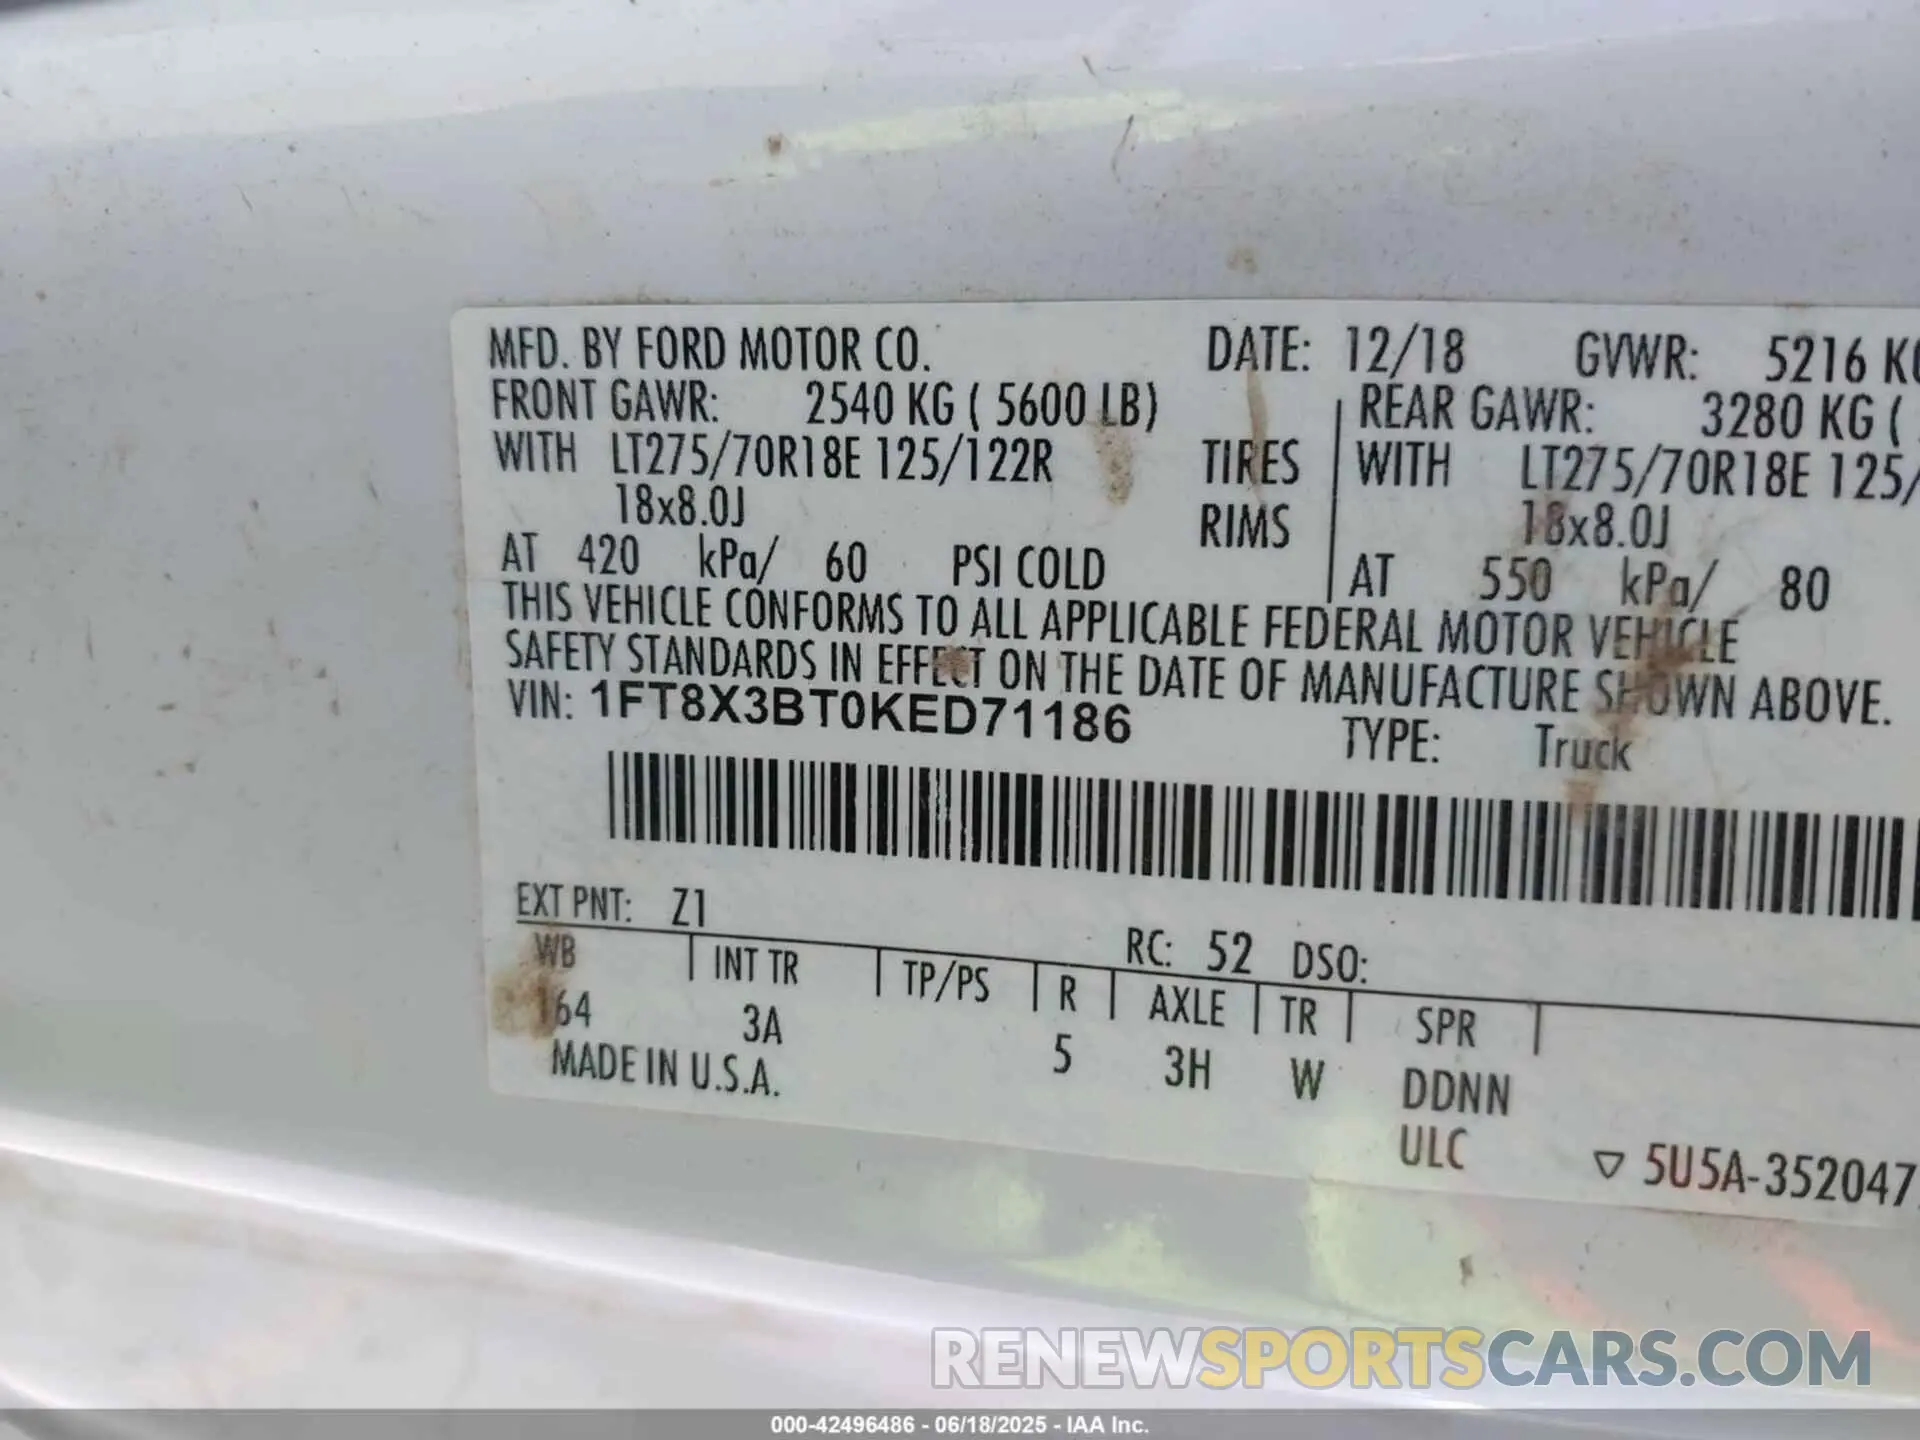 MFD. BY FORD MOTOR CO. DATE: 12/18 GVWR: 5216 KG
FRONT GAWR: 2540 KG ( 5600 LB) REAR GAWR: 3280 KG (
WITH LT275/70R18E 125/122R TIRES WITH LT275/70R18E 125/
18x8.0J RIMS 18x8.0J
AT 420 kPa/ 60 PSI COLD AT 550 kPa/ 80
THIS VEHICLE CONFORMS TO ALL APPLICABLE FEDERAL MOTOR VEHICLE
SAFETY STANDARDS IN EFFECT ON THE DATE OF MANUFACTURE SHOWN ABOVE.
VIN: 1FT8X3BT0KED71186 TYPE: Truck
EXT PNT: Z1 RC: 52 DSO:
WB INT TR TP/PS R AXLE TR SPR
164 3A 5 3H W DDNN
MADE IN U.S.A. ULC
▽ 5U5A-352047
RENEWSPORTSCARS.COM
000-42496486 - 06/18/2025 - IAA Inc.